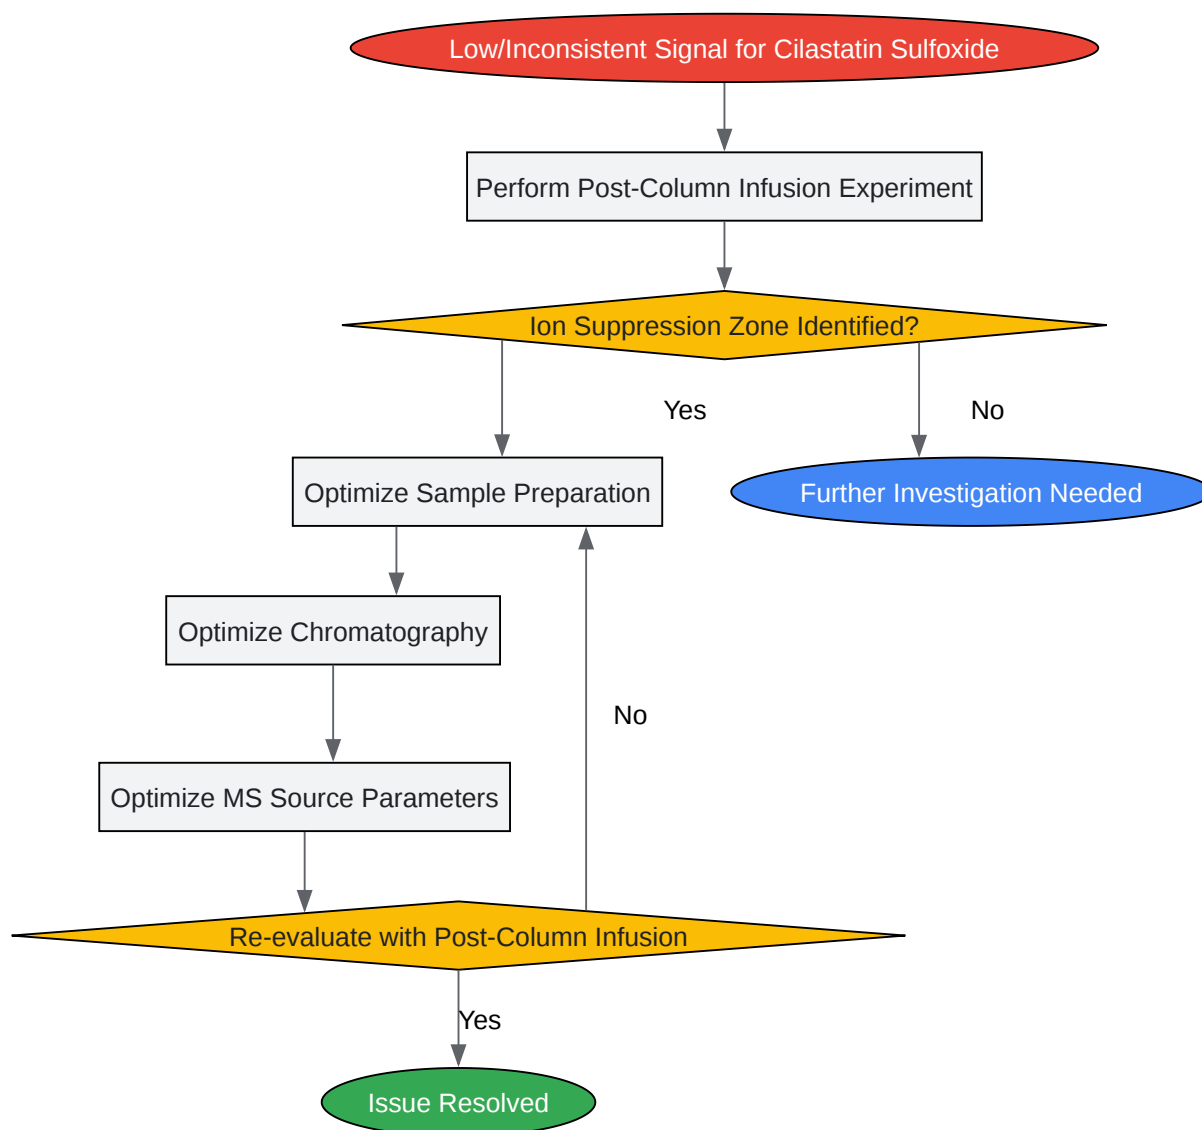 Low/Inconsistent Signal for Cilastatin Sulfoxide
Perform Post-Column Infusion Experiment
Ion Suppression Zone Identified?
Yes
No
Optimize Sample Preparation
Further Investigation Needed
Optimize Chromatography
No
Optimize MS Source Parameters
Re-evaluate with Post-Column Infusion
Yes
Issue Resolved